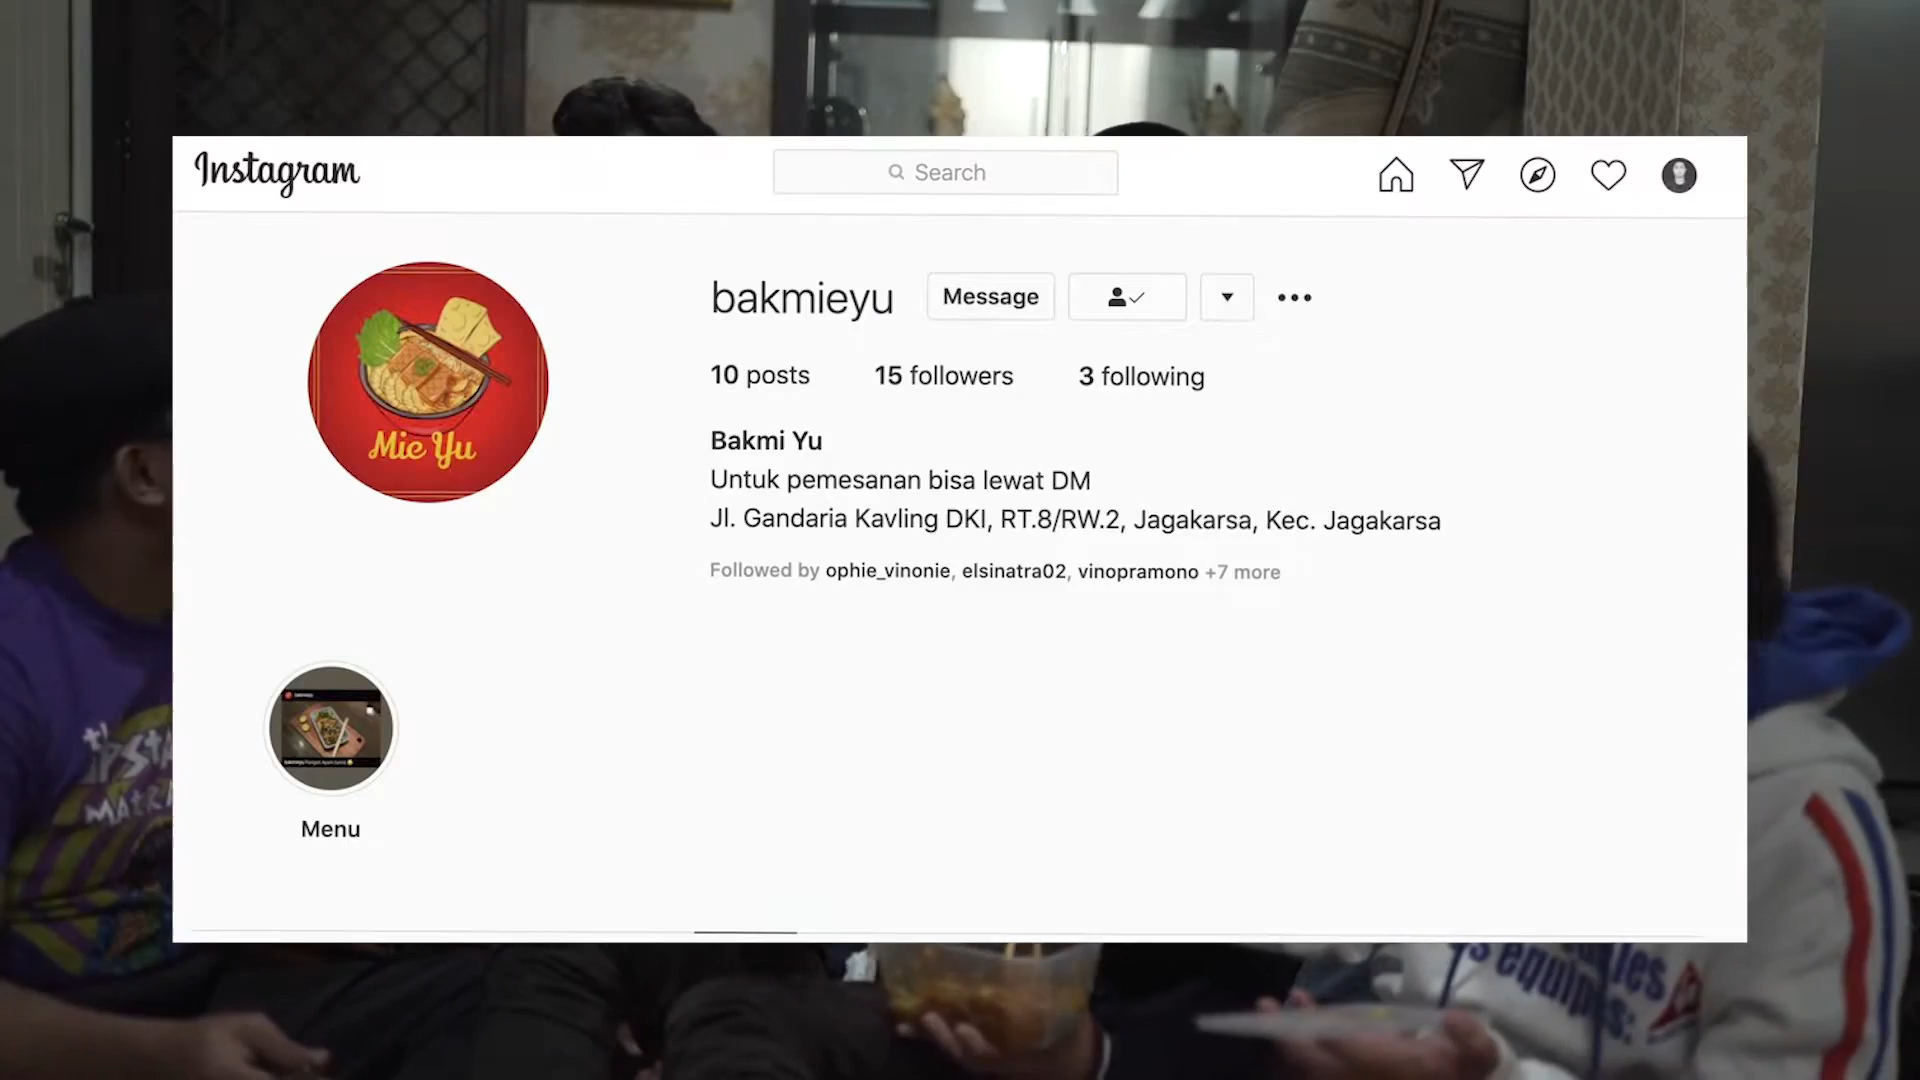 Instagram
Search
bakmieyu
Message
10 posts
15 followers
3 following
Mie Yu
Bakmi Yu
Untuk pemesanan bisa lewat DM
Jl. Gandaria Kavling DKI, RT.8/RW.2, Jagakarsa, Kec. Jagakarsa
Followed by ophie_vinonie, elsinatra02, vinopramono +7 more
Menu